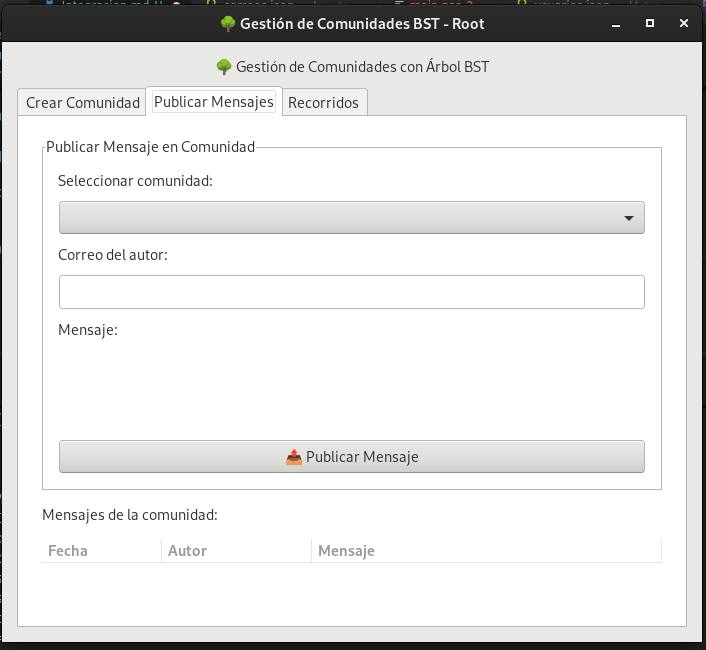 🌳 Gestión de Comunidades BST - Root
🌳 Gestión de Comunidades con Árbol BST
Crear Comunidad Publicar Mensajes Recorridos
Publicar Mensaje en Comunidad
Seleccionar comunidad:
Correo del autor:
Mensaje:
📤 Publicar Mensaje
Mensajes de la comunidad:
Fecha Autor Mensaje